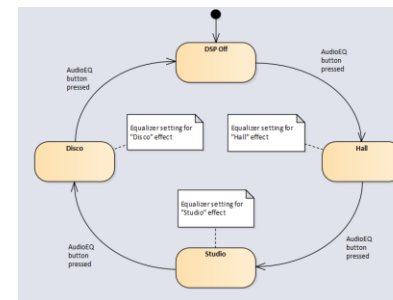 DSP Off
AudioEQ
button
pressed
AudioEQ
button
pressed
Equalizer setting for
"Disco" effect
Equalizer setting for
"Hall" effect
Disco
Hall
Equalizer setting for
"Studio" effect
AudioEQ
button
pressed
AudioEQ
button
pressed
Studio